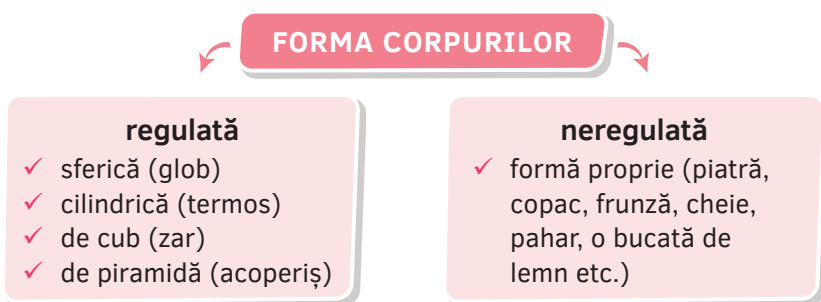 FORMA CORPURILOR
regulată
✓ sferică (glob)
✓ cilindrică (termos)
✓ de cub (zar)
✓ de piramidă (acoperiș)
neregulată
✓ formă proprie (piatră,
copac, frunză, cheie,
pahar, o bucată de
lemn etc.)